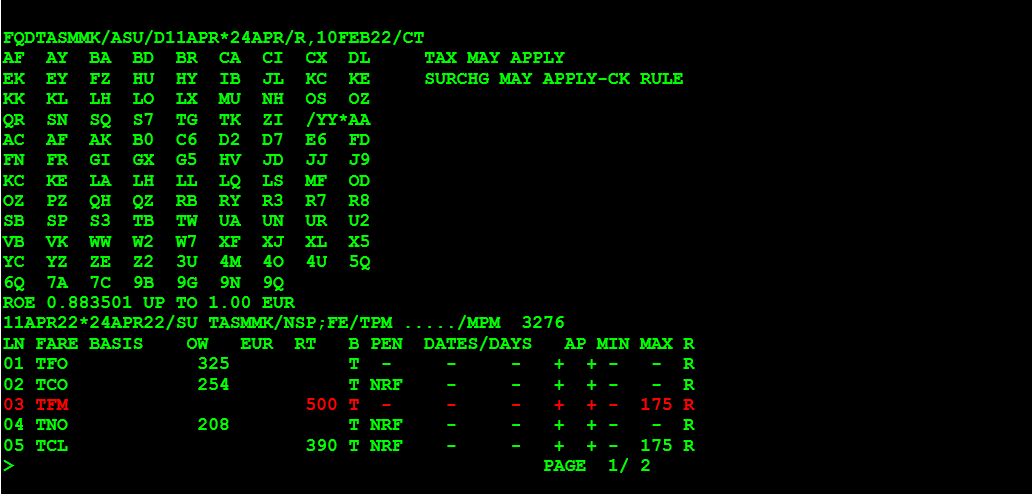 FQDTASMMK/ASU/D11APR*24APR/R,10FEB22/CT
AF AY BA BD BR CA CI CX DL TAX MAY APPLY
EK EY FZ HU HY IB JL KC KE SURCHG MAY APPLY-CK RULE
KK KL LH LO LX MU NH OS OZ
QR SN SQ S7 TG TK ZI /YY*AA
AC AF AK B0 C6 D2 D7 E6 FD
FN FR GI GX G5 HV JD JJ J9
KC KE LA LH LL LQ LS MF OD
OZ PZ QH QZ RB RY R3 R7 R8
SB SP S3 TB TW UA UN UR U2
VB VK WW W2 W7 XF XJ XL X5
YC YZ ZE Z2 3U 4M 4O 4U 5Q
6Q 7A 7C 9B 9G 9N 9Q
ROE 0.883501 UP TO 1.00 EUR
11APR22*24APR22/SU TASMMK/NSP;FE/TPM ...../MPM 3276
LN FARE BASIS OW EUR RT B PEN DATES/DAYS AP MIN MAX R
01 TFO 325 T - - - + + - - R
02 TCO 254 T NRF - - + + - - R
03 TFM 500 T - - - + + - 175 R
04 TNO 208 T NRF - - + + - - R
05 TCL 390 T NRF - - + + - 175 R
> PAGE 1/ 2